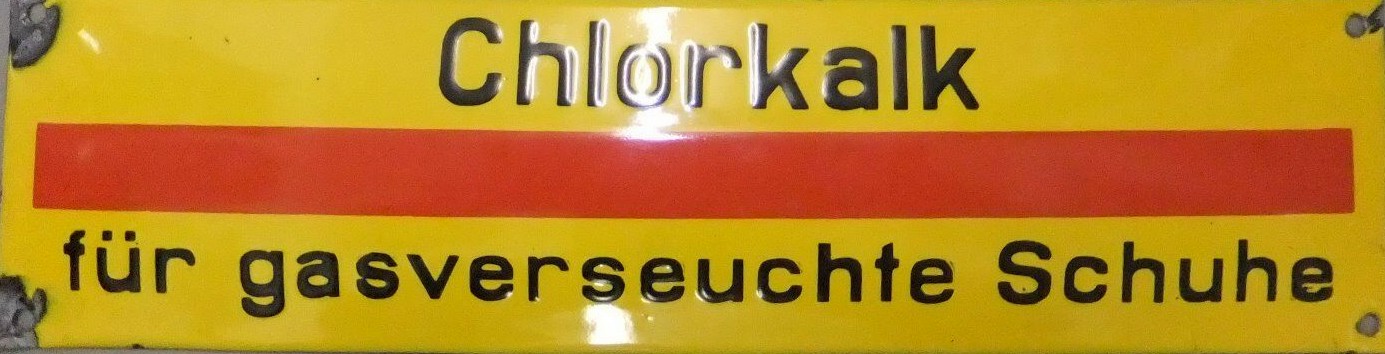 Chlorkalk
für gasverseuchte Schuhe